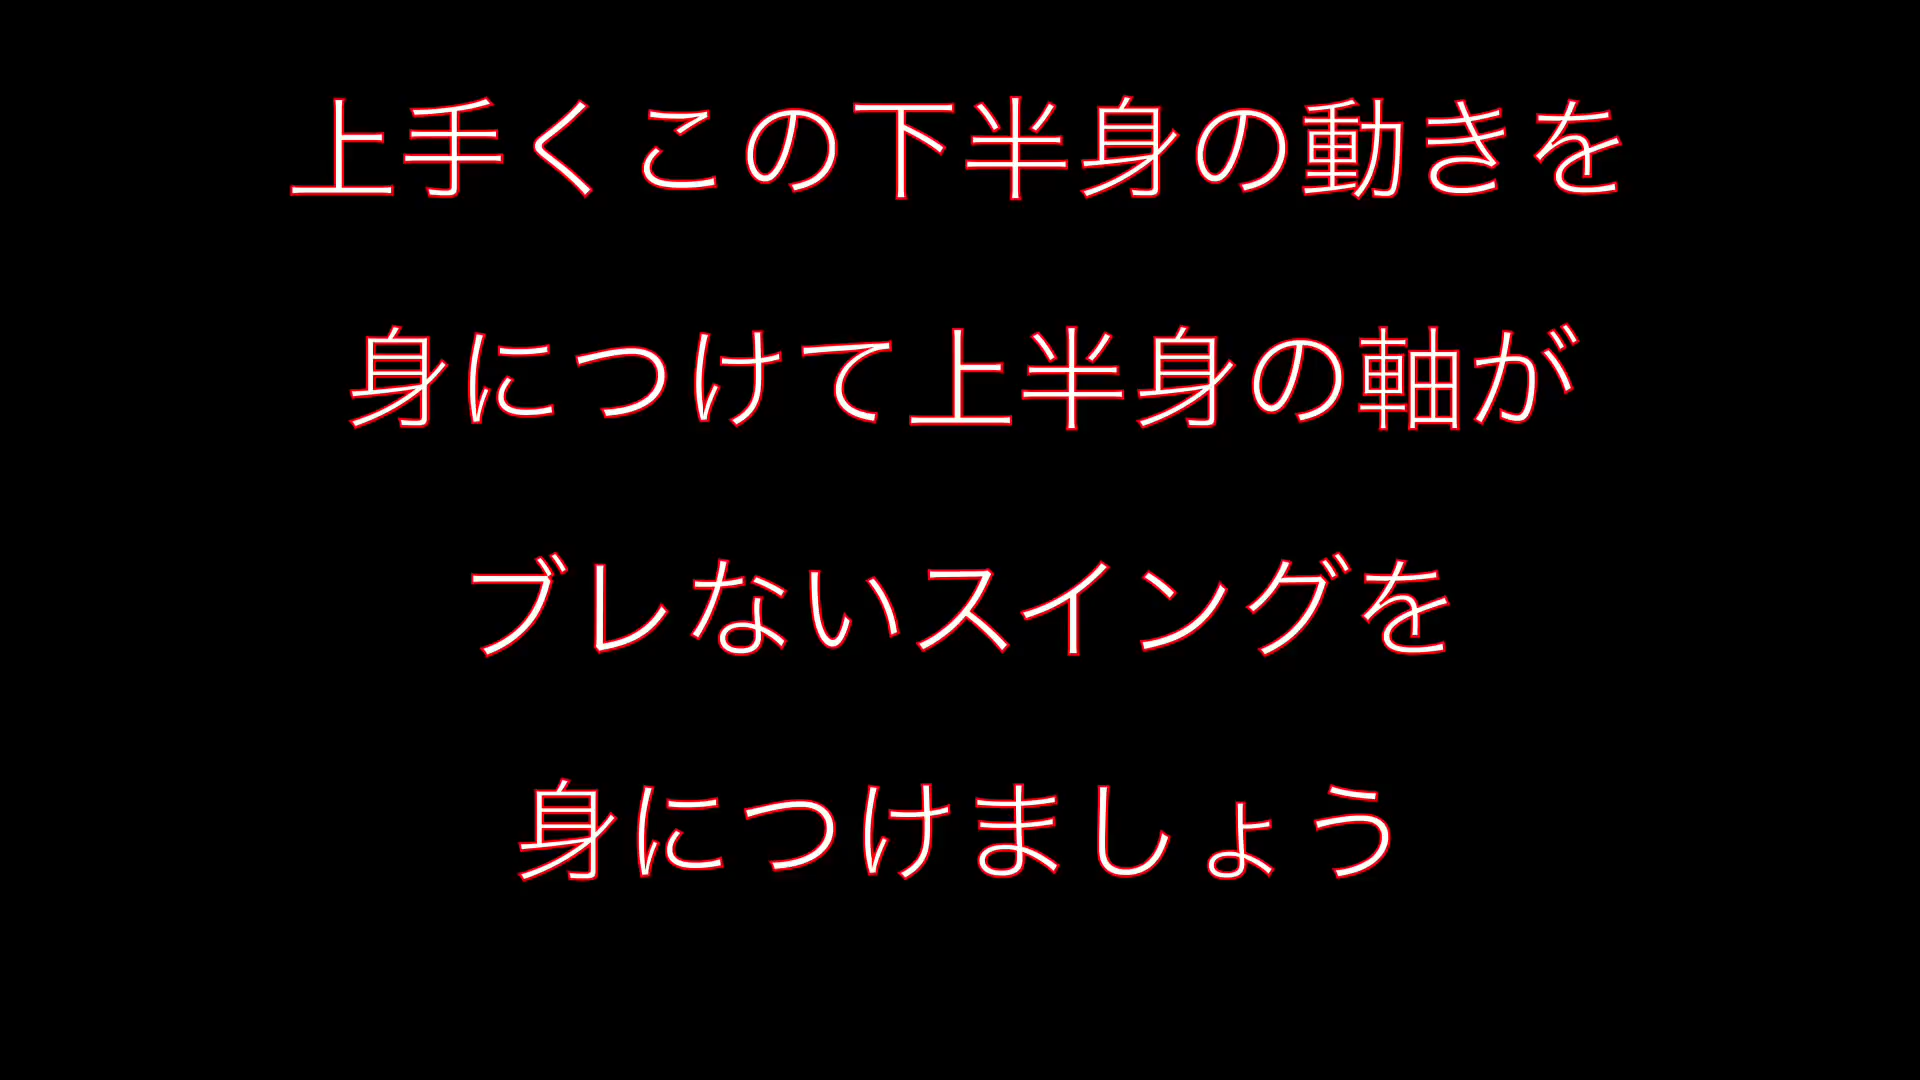 上手くこの下半身の動きを
身につけて上半身の軸が
ブレないスイングを
身につけましょう